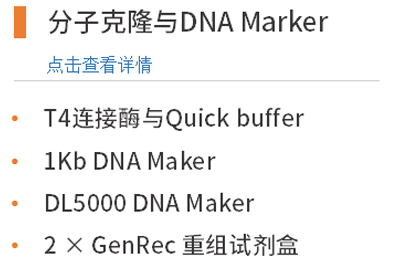 分子克隆与DNA Marker
点击查看详情
• T4连接酶与Quick buffer
• 1Kb DNA Maker
• DL5000 DNA Maker
• 2 × GenRec 重组试剂盒